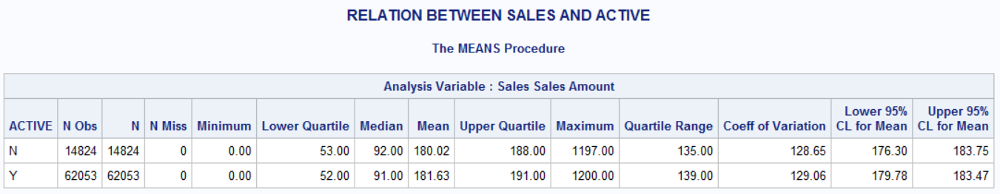 RELATION BETWEEN SALES AND ACTIVE
The MEANS Procedure
Analysis Variable : Sales Sales Amount
ACTIVE N Obs N N Miss Minimum Lower Quartile Median Mean Upper Quartile Maximum Quartile Range Coeff of Variation Lower 95% CL for Mean Upper 95% CL for Mean
N 14824 14824 0 0.00 53.00 92.00 180.02 188.00 1197.00 135.00 128.65 176.30 183.75
Y 62053 62053 0 0.00 52.00 91.00 181.63 191.00 1200.00 139.00 129.06 179.78 183.47